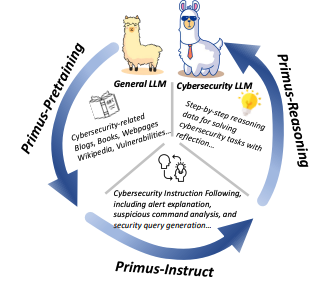 General LLM
Cybersecurity LLM
Primus-Pretraining
Cybersecurity-related
Blogs, Books, Webpages
Wikipedia, Vulnerabilities...
Step-by-step reasoning
data for solving
cybersecurity tasks with
reflection...
Primus-Reasoning
Cybersecurity Instruction Following,
including alert explanation,
suspicious command analysis, and
security query generation...
Primus-Instruct